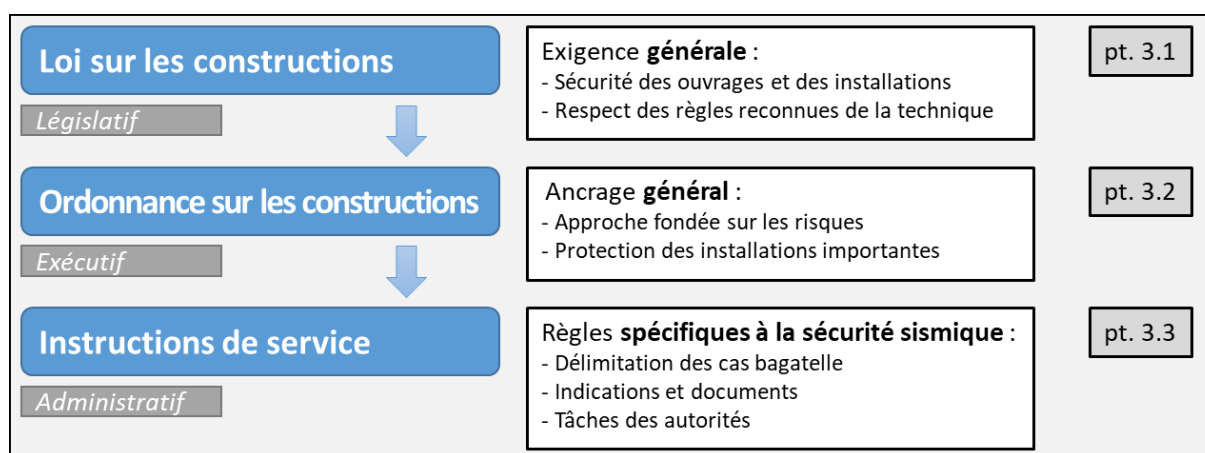 Loi sur les constructions
Législatif
Exigence générale :
- Sécurité des ouvrages et des installations
- Respect des règles reconnues de la technique
pt. 3.1
Ordonnance sur les constructions
Exécutif
Ancrage général :
- Approche fondée sur les risques
- Protection des installations importantes
pt. 3.2
Instructions de service
Administratif
Règles spécifiques à la sécurité sismique :
- Délimitation des cas bagatelle
- Indications et documents
- Tâches des autorités
pt. 3.3